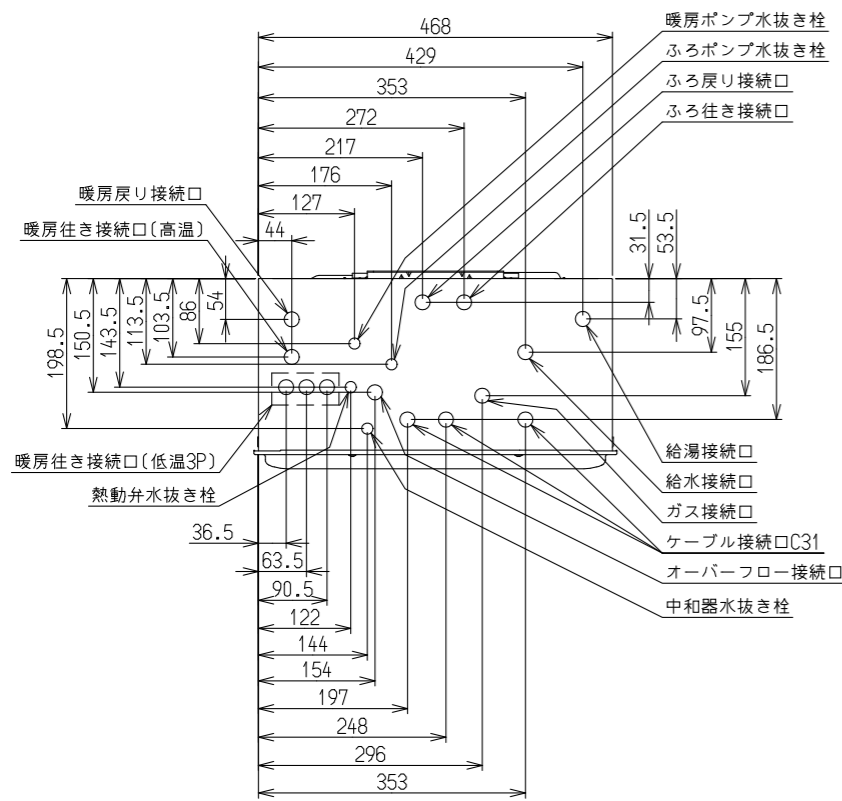 468
暖房ポンプ水抜き栓
429
ふろポンプ水抜き栓
353
ふろ戻り接続口
272
ふろ往き接続口
217
176
127
暖房戻り接続口
44
暖房往き接続口(高温)
31.5
53.5
54
86
103.5
113.5
143.5
150.5
198.5
97.5
155
186.5
暖房往き接続口(低温3P)
熱動弁水抜き栓
給湯接続口
給水接続口
ガス接続口
ケーブル接続口C31
オーバーフロー接続口
中和器水抜き栓
36.5
63.5
90.5
122
144
154
197
248
296
353